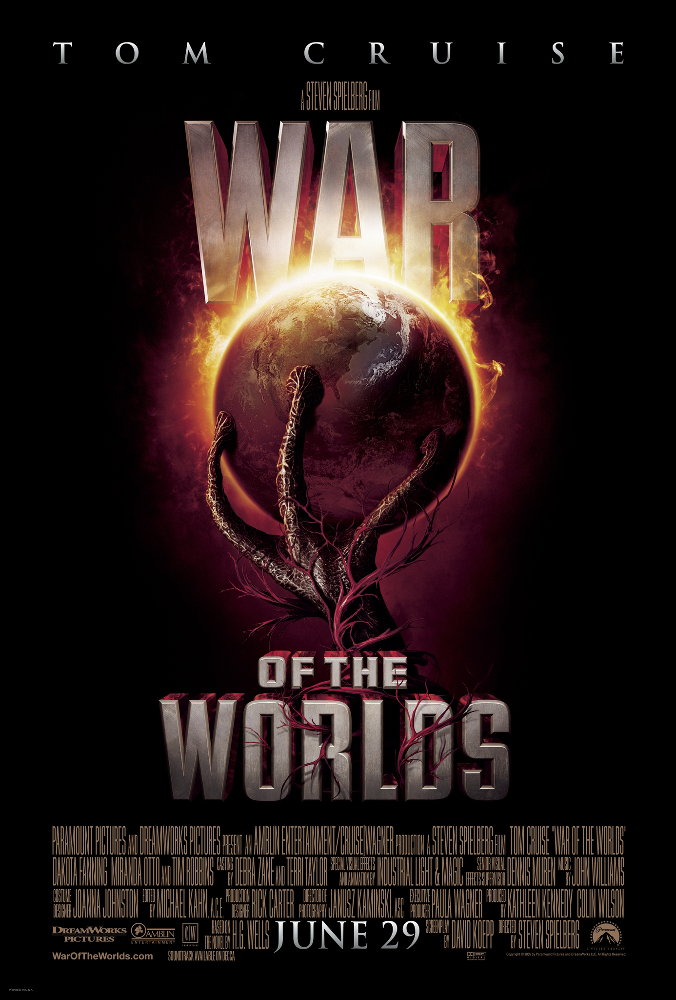 TOM CRUISE
A STEVEN SPIELBERG FILM
WAR
OF THE
WORLDS
PARAMOUNT PICTURES AND DREAMWORKS PICTURES PRESENT AN AMBLIN ENTERTAINMENT/CRUISE|WAGNER PRODUCTION A STEVEN SPIELBERG FILM TOM CRUISE "WAR OF THE WORLDS"
DAKOTA FANNING MIRANDA OTTO AND TIM ROBBINS CASTING BY DEBRA ZANE AND TERRI TAYLOR SPECIAL VISUAL EFFECTS AND ANIMATION BY INDUSTRIAL LIGHT & MAGIC SENIOR VISUAL EFFECTS SUPERVISOR DENNIS MUREN MUSIC BY JOHN WILLIAMS
COSTUME DESIGNER JOANNA JOHNSTON EDITED BY MICHAEL KAHN, A.C.E. PRODUCTION DESIGNER RICK CARTER DIRECTOR OF PHOTOGRAPHY JANUSZ KAMINSKI, ASC EXECUTIVE PRODUCER PAULA WAGNER PRODUCED BY KATHLEEN KENNEDY COLIN WILSON
DREAMWORKS PICTURES AMBLIN ENTERTAINMENT C/W PRODUCTIONS BASED ON THE NOVEL BY H.G. WELLS JUNE 29 SCREENPLAY BY DAVID KOEPP DIRECTED BY STEVEN SPIELBERG Paramount A VIACOM COMPANY
WarOfTheWorlds.com SOUNDTRACK AVAILABLE ON DECCA DOLBY DIGITAL IN SELECTED THEATRES Copyright © 2005 by Paramount Pictures and DreamWorks LLC. All Rights Reserved.
PRINTED IN U.S.A